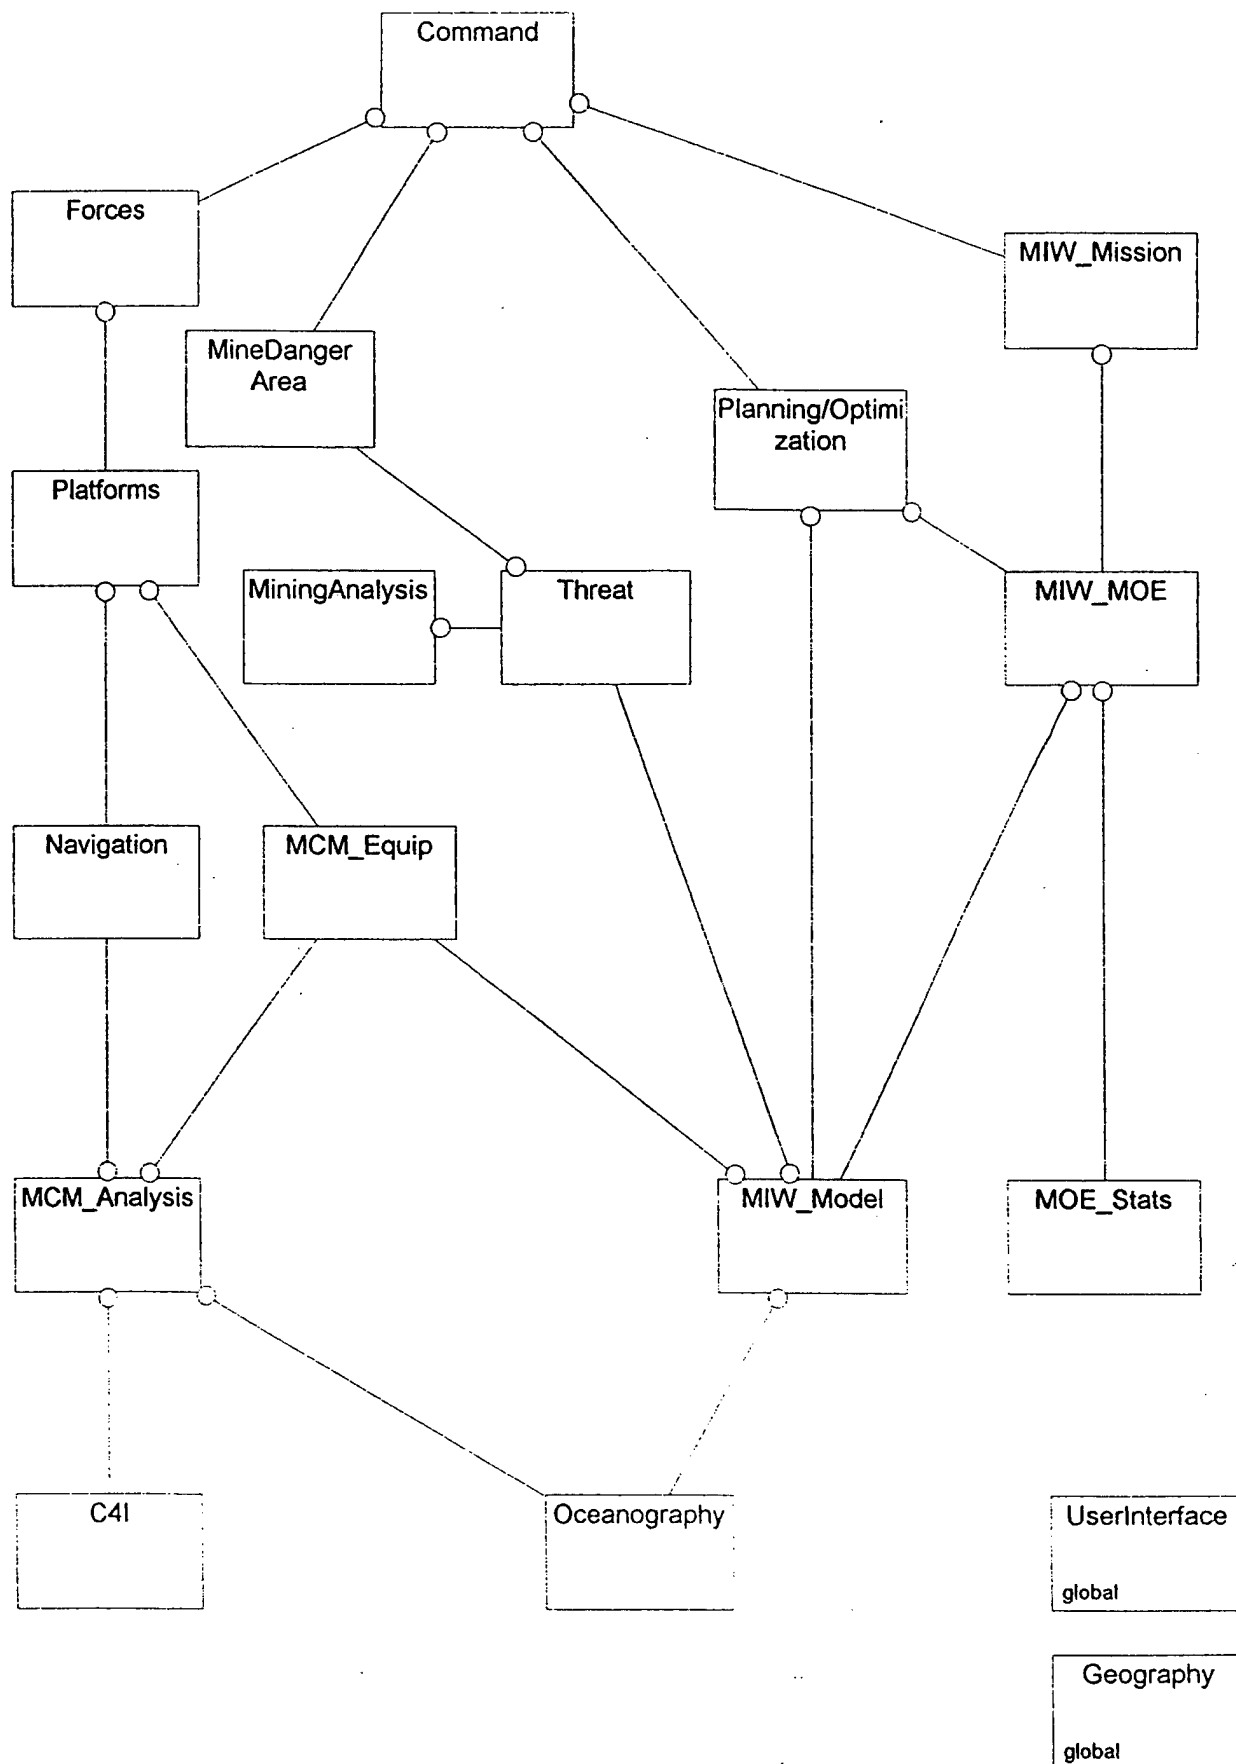 Command
Forces
MIW_Mission
MineDanger
Area
Planning/Optimi
zation
Platforms
MiningAnalysis
Threat
MIW_MOE
Navigation
MCM_Equip
MCM_Analysis
MIW_Model
MOE_Stats
C4I
Oceanography
UserInterface
global
Geography
global